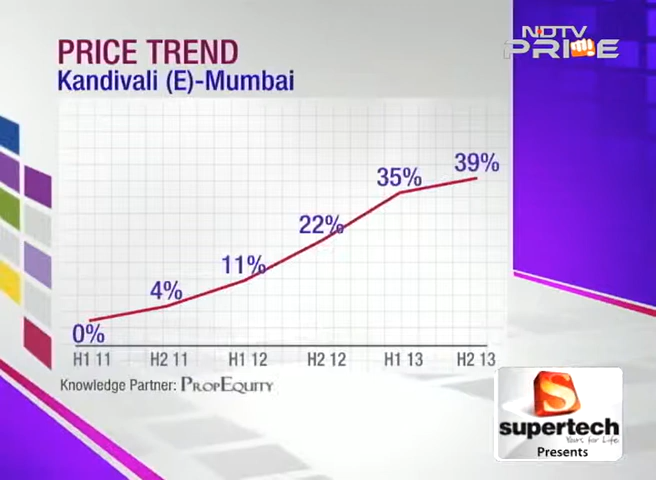 NDTV
PRIME
PRICE TREND
Kandivali (E)-Mumbai
39%
35%
22%
11%
4%
0%
H1 11 H2 11 H1 12 H2 12 H1 13 H2 13
Knowledge Partner: PROPEQUITY
S
supertech
Yours for Life
Presents